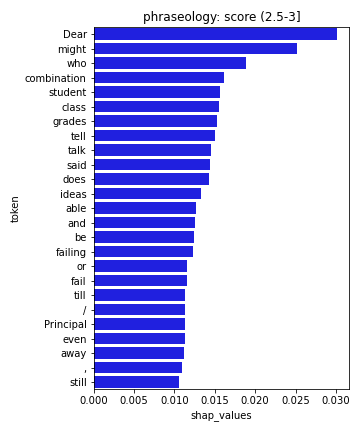 phraseology: score (2.5-3]
Dear
might
who
combination
student
class
grades
tell
talk
said
does
ideas
able
and
be
failing
or
fail
till
/
Principal
even
away
,
still
token
0.000 0.005 0.010 0.015 0.020 0.025 0.030
shap_values